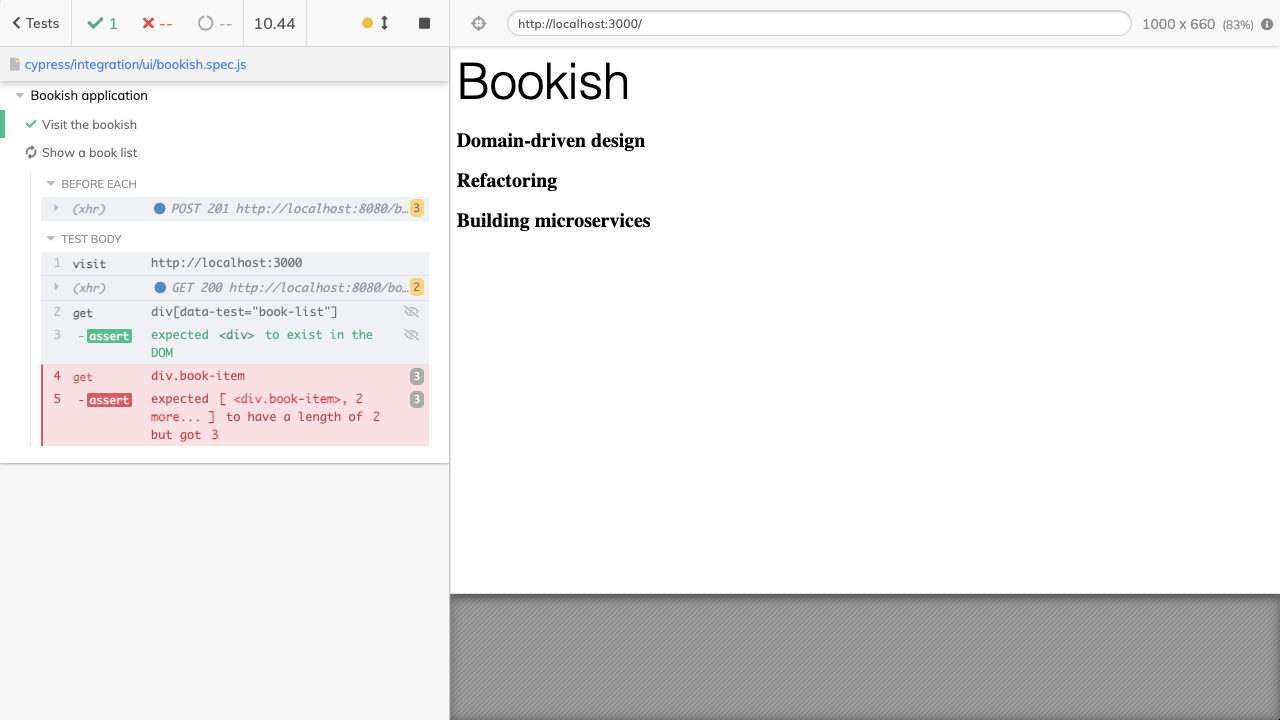 Tests
1
--
--
10.44
http://localhost:3000/
1000 x 660 (83%)
cypress/integration/ui/bookish.spec.js
Bookish application
Visit the bookish
Show a book list
BEFORE EACH
(xhr) POST 201 http://localhost:8080/b… 3
TEST BODY
1 visit http://localhost:3000
(xhr) GET 200 http://localhost:8080/bo… 2
2 get div[data-test="book-list"]
3 -assert expected <div> to exist in the
DOM
4 get div.book-item 3
5 -assert expected [ <div.book-item>, 2 3
more... ] to have a length of 2
but got 3
Bookish
Domain-driven design
Refactoring
Building microservices